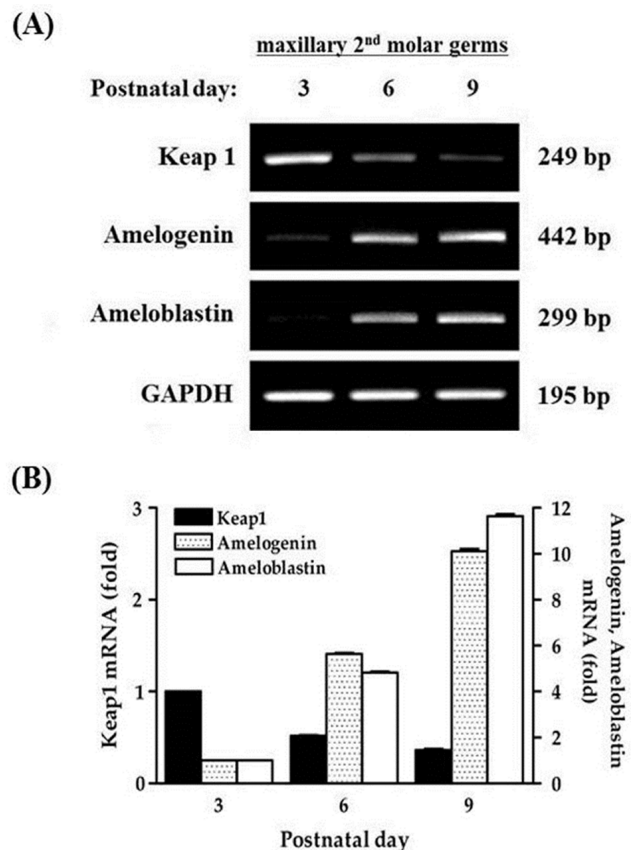 (A)
maxillary 2nd molar germs
Postnatal day: 3 6 9
Keap 1 249 bp
Amelogenin 442 bp
Ameloblastin 299 bp
GAPDH 195 bp
(B)
Keap1
Amelogenin
Ameloblastin
Keap1 mRNA (fold)
3
2
1
0
12
10
8
6
4
2
0
Amelogenin, Ameloblastin
mRNA (fold)
3 6 9
Postnatal day